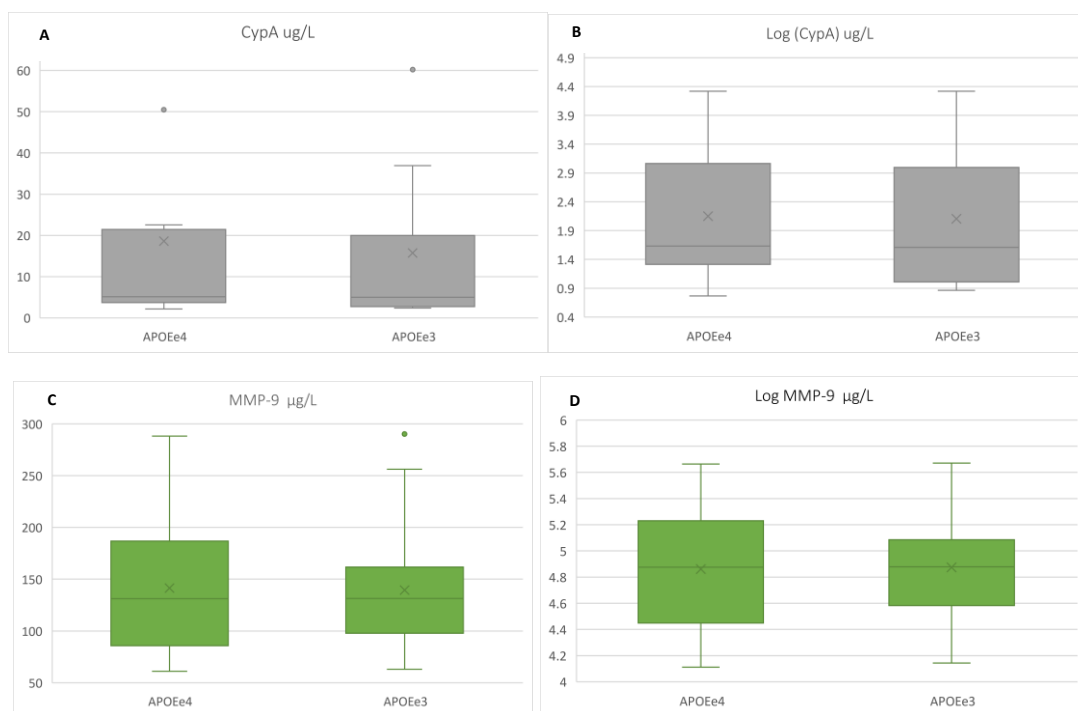 A
CypA ug/L
60
50
40
30
20
10
0
APOEe4 APOEe3
B
Log (CypA) ug/L
4.9
4.4
3.9
3.4
2.9
2.4
1.9
1.4
0.9
0.4
APOEe4 APOEe3
C
MMP-9 µg/L
300
250
200
150
100
50
APOEe4 APOEe3
D
Log MMP-9 µg/L
6
5.8
5.6
5.4
5.2
5
4.8
4.6
4.4
4.2
4
APOEe4 APOEe3